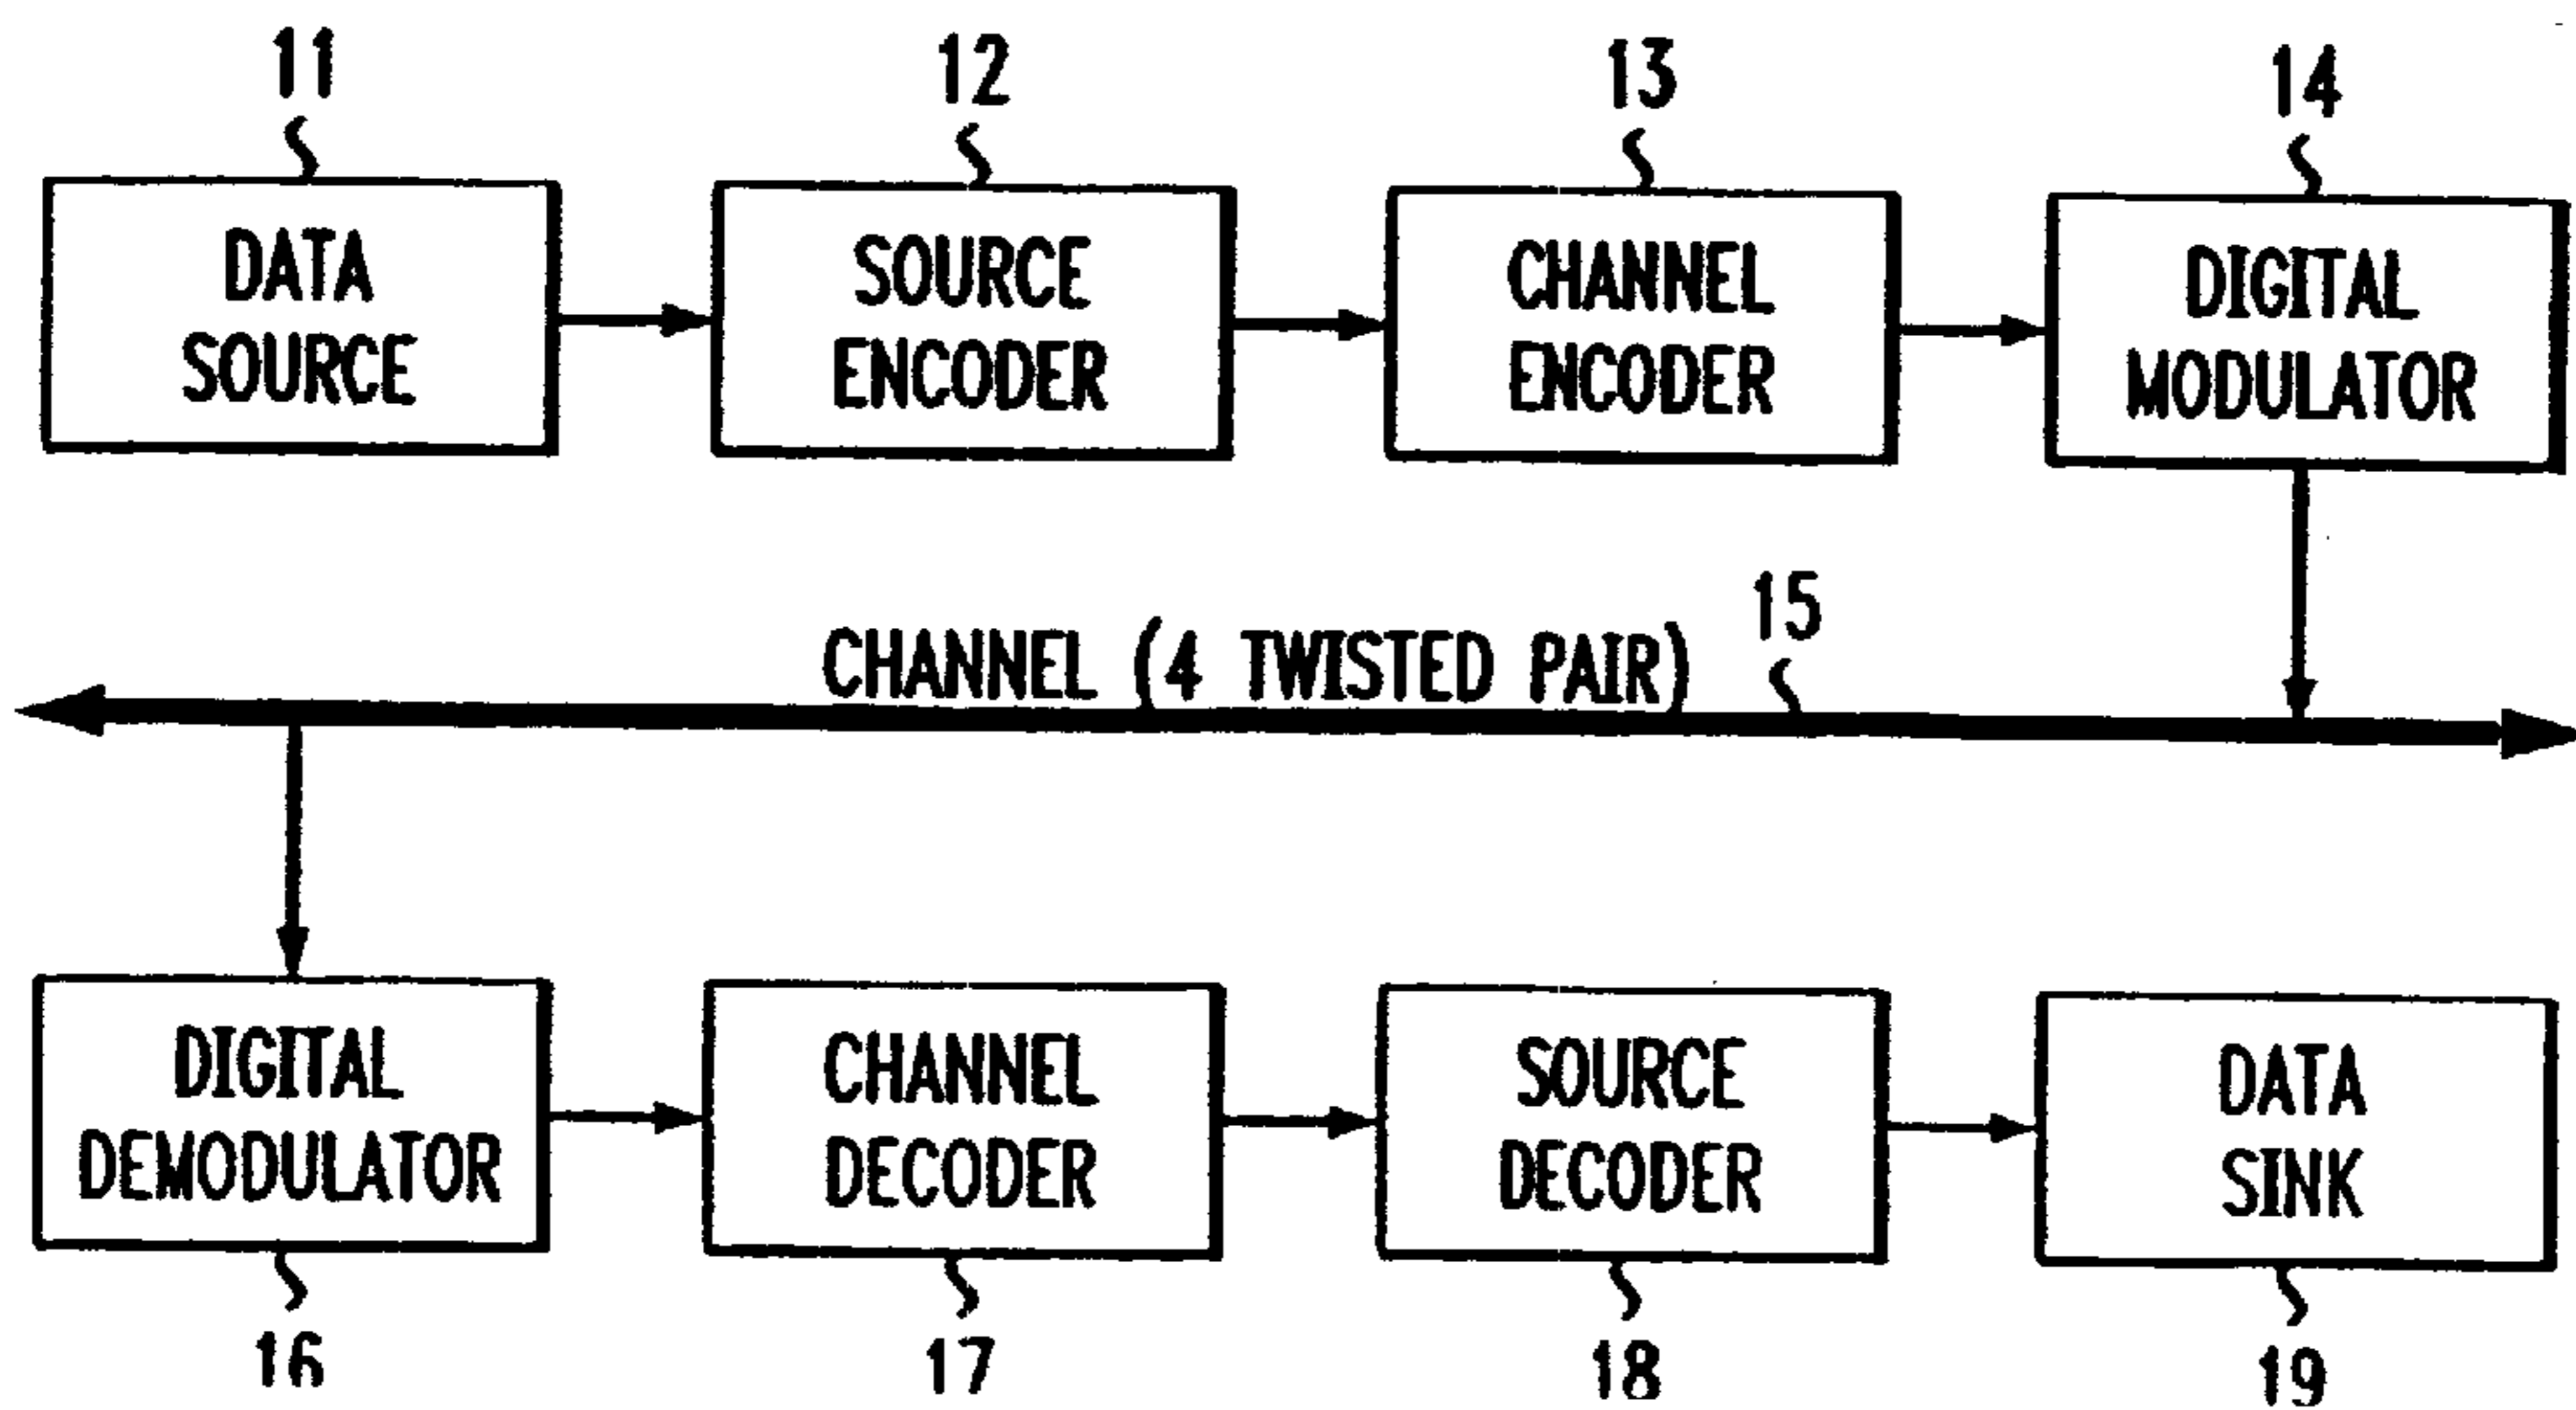 11
12
13
14
DATA
SOURCE
SOURCE
ENCODER
CHANNEL
ENCODER
DIGITAL
MODULATOR
CHANNEL (4 TWISTED PAIR)
15
DIGITAL
DEMODULATOR
CHANNEL
DECODER
SOURCE
DECODER
DATA
SINK
16
17
18
19